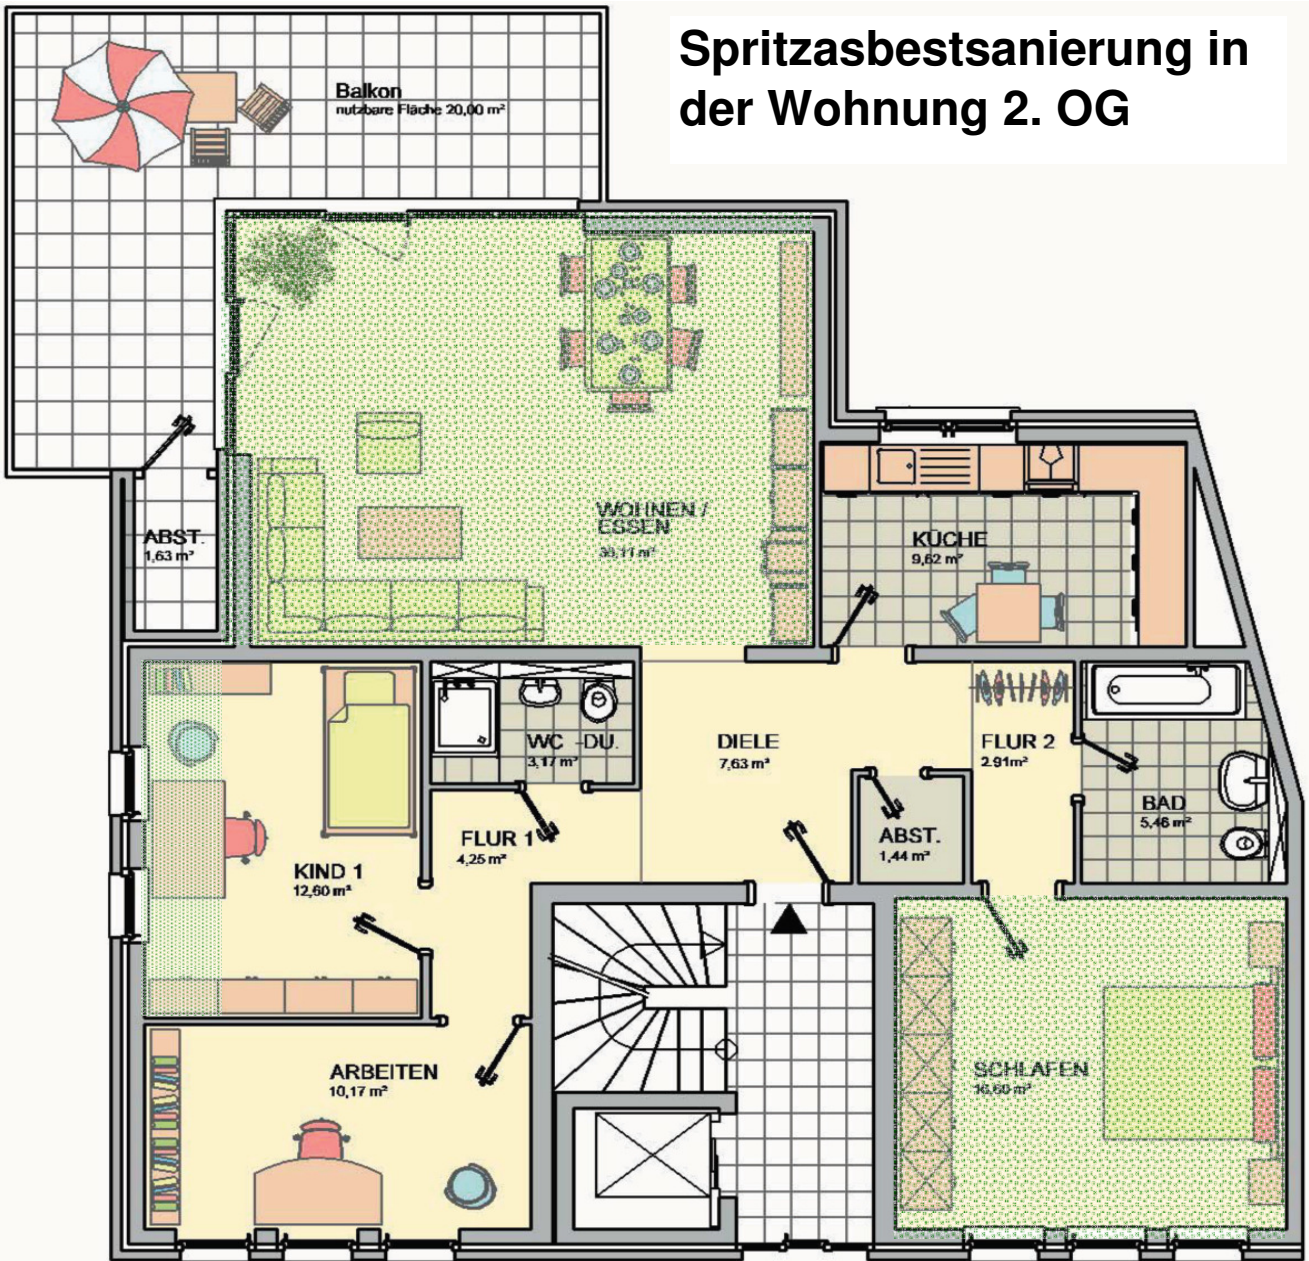 Spritzasbestsanierung in
der Wohnung 2. OG
Balkon
nutzbare Fläche 20,00 m²
WOHNEN /
ESSEN
ABST.
1,63 m²
KÜCHE
9,62 m²
WC -DU.
3,17 m²
DIELE
7,63 m²
FLUR 2
2.91m²
BAD
5,46 m²
FLUR 1
4,25 m²
ABST.
1,44 m²
KIND 1
12,60 m²
ARBEITEN
10,17 m²
SCHLAFEN
16,60 m²